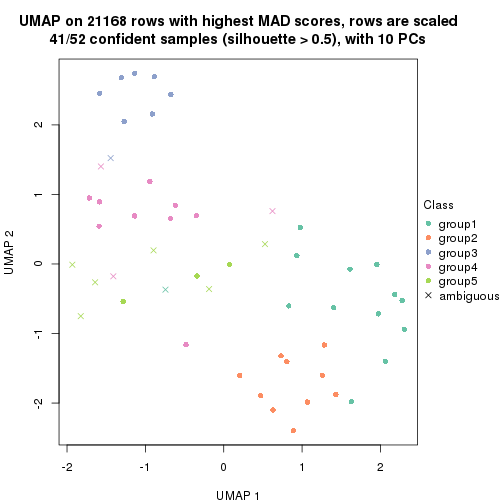 UMAP on 21168 rows with highest MAD scores, rows are scaled
41/52 confident samples (silhouette > 0.5), with 10 PCs
Class
group1
group2
group3
group4
group5
ambiguous
UMAP 2
2
1
0
-1
-2
-2
-1
0
1
2
UMAP 1